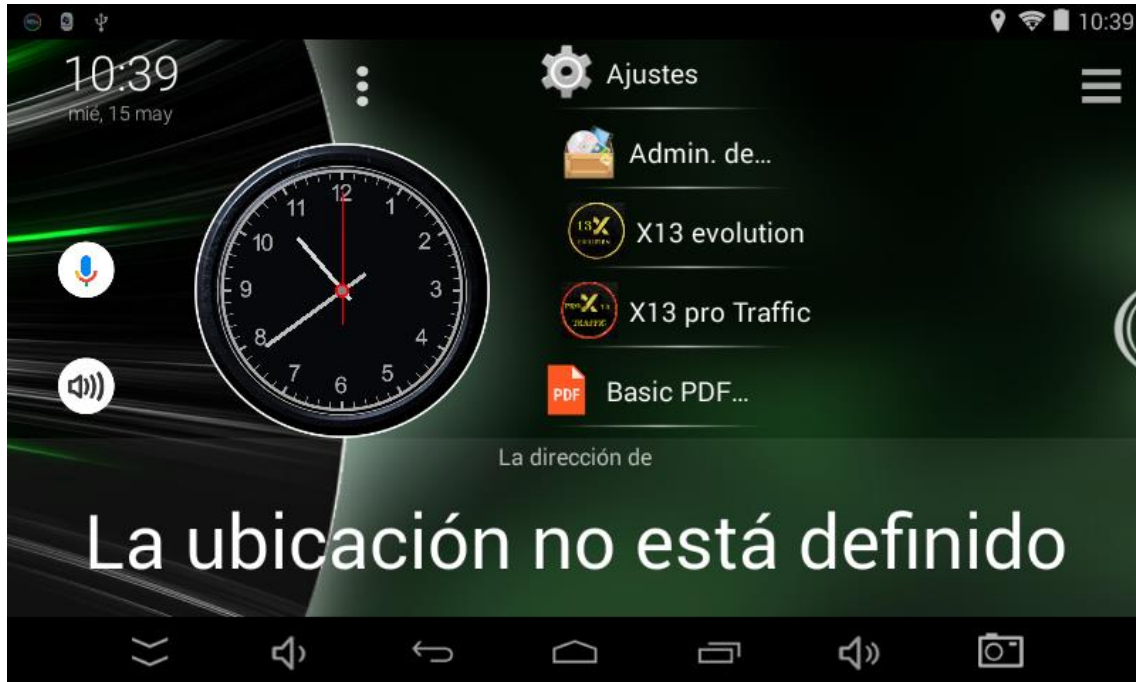 10:39
10:39
mié, 15 may
Ajustes
Admin. de…
X13 evolution
X13 pro Traffic
Basic PDF…
PDF
12
1
2
3
4
5
6
7
8
9
10
11
La dirección de
La ubicación no está definido